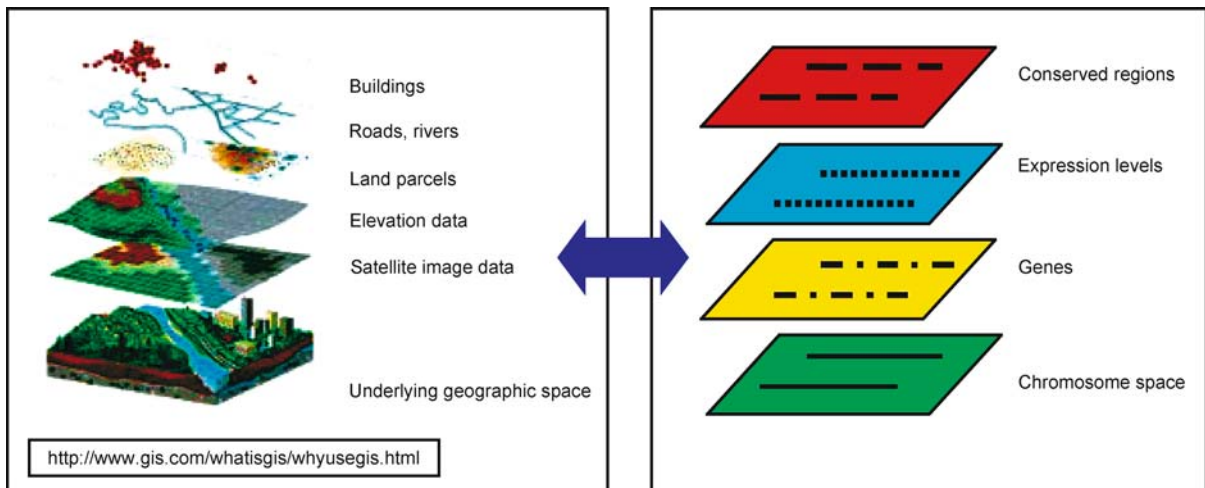 Buildings
Roads, rivers
Land parcels
Elevation data
Satellite image data
Underlying geographic space
http://www.gis.com/whatisgis/whyusegis.html
Conserved regions
Expression levels
Genes
Chromosome space